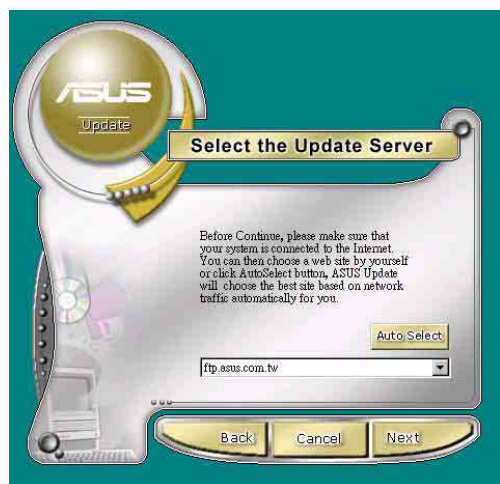 ASUS
Update
Select the Update Server
Before Continue, please make sure that
your system is connected to the Internet.
You can then choose a web site by yourself
or click AutoSelect button, ASUS Update
will choose the best site based on network
traffic automatically for you.
Auto Select
ftp.asus.com.tw
Back
Cancel
Next